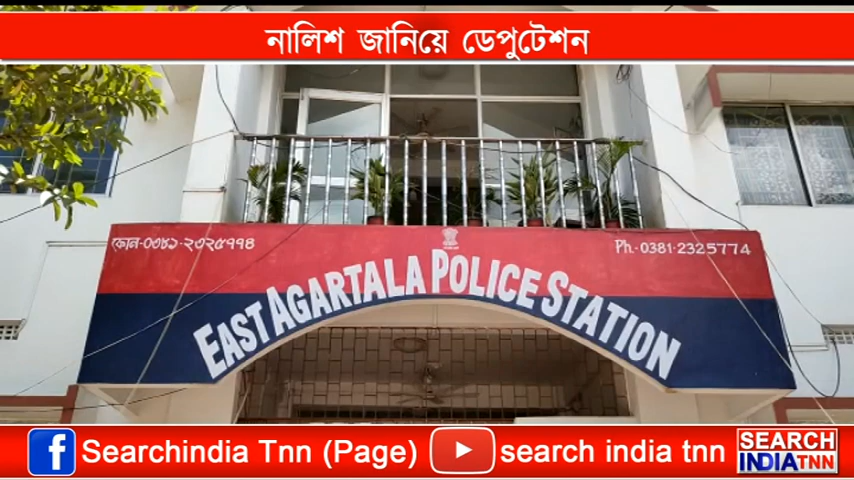 নালিশ জানিয়ে ডেপুটেশন
ফোন-০৩৮১-২৩২৫৭৭৪
Ph.-0381-2325774
EAST AGARTALA POLICE STATION
Searchindia Tnn (Page)
search india tnn
SEARCH
INDIATNN